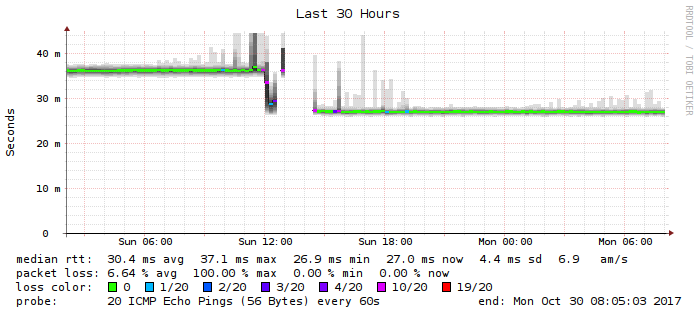 Last 30 Hours
RRDTOOL / TOBI OETIKER
Seconds
40 m
30 m
20 m
10 m
0
Sun 06:00 Sun 12:00 Sun 18:00 Mon 00:00 Mon 06:00
median rtt: 30.4 ms avg 37.1 ms max 26.9 ms min 27.0 ms now 4.4 ms sd 6.9 am/s
packet loss: 6.64 % avg 100.00 % max 0.00 % min 0.00 % now
loss color: 0 1/20 2/20 3/20 4/20 10/20 19/20
probe: 20 ICMP Echo Pings (56 Bytes) every 60s end: Mon Oct 30 08:05:03 2017